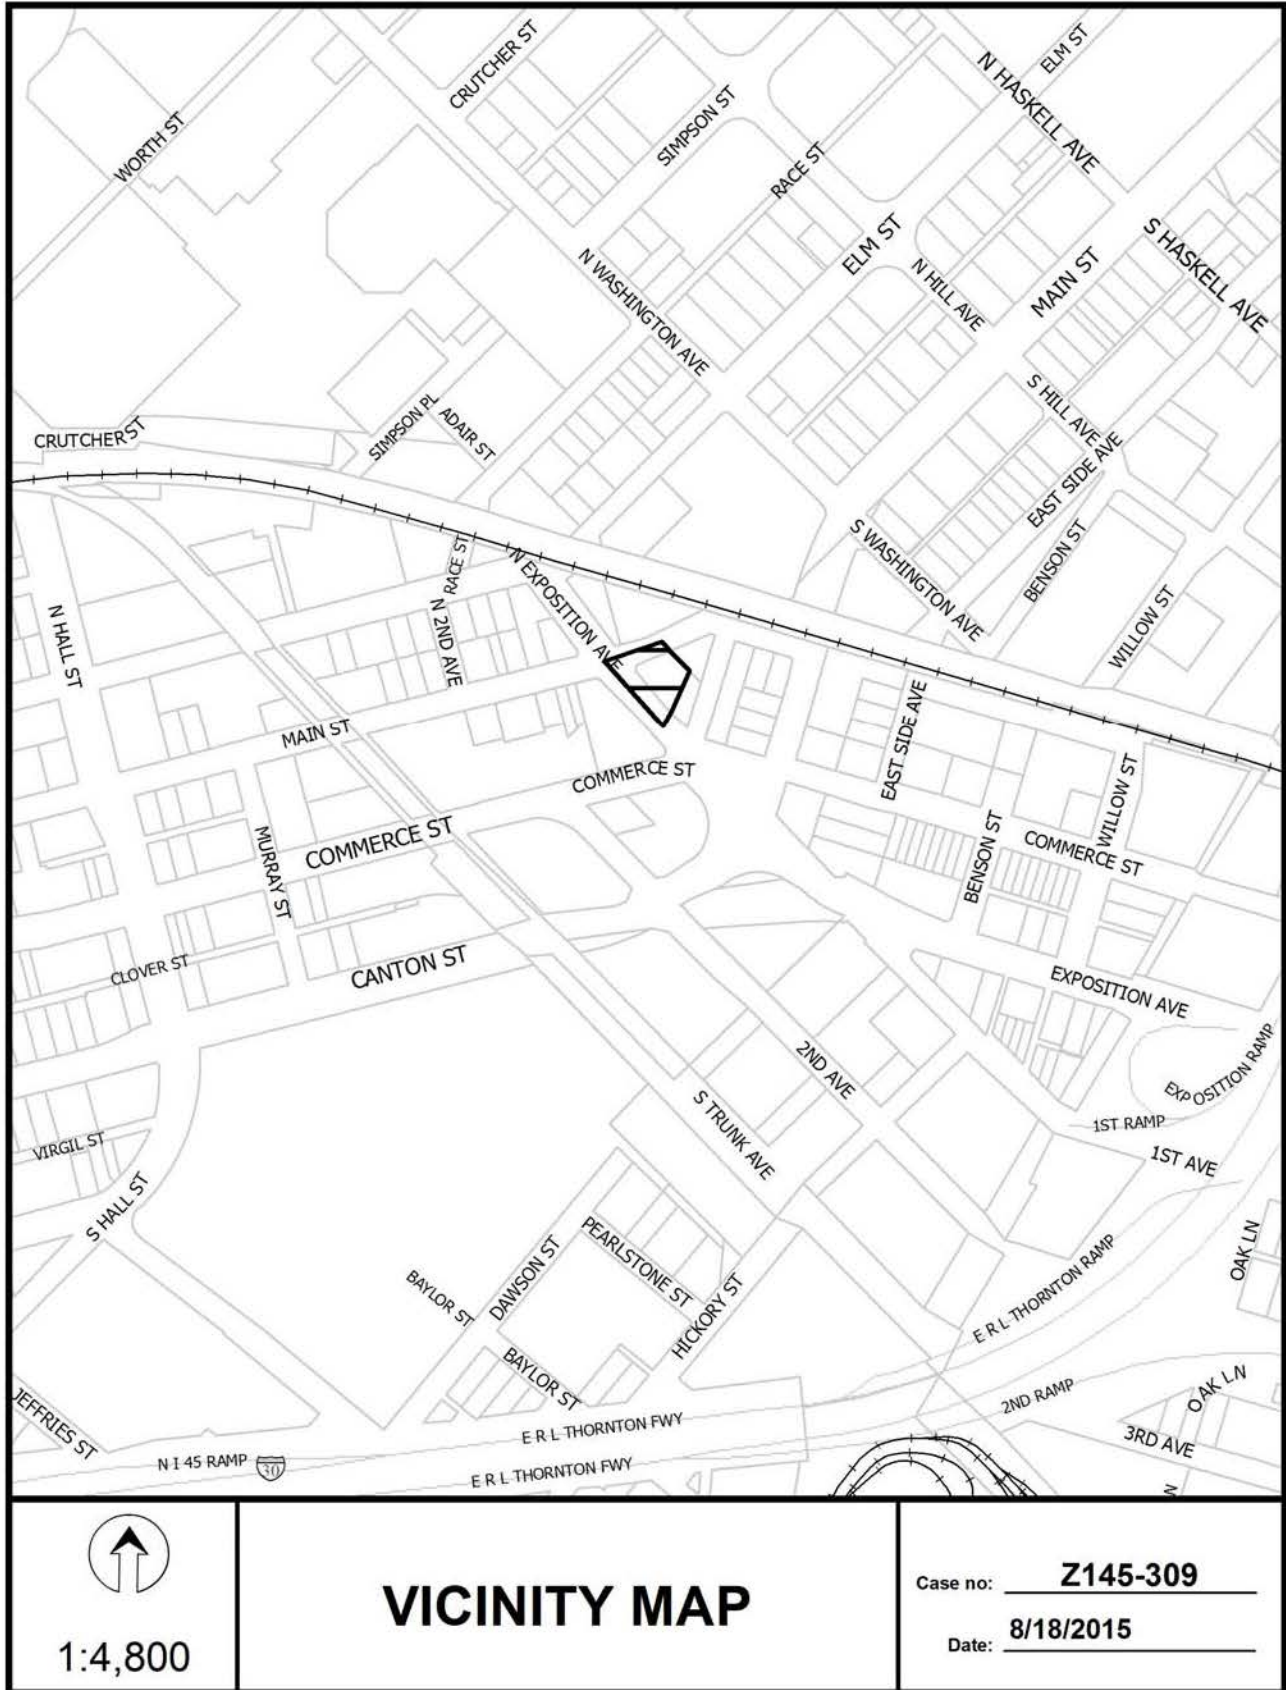 CRUTCHER ST
ELM ST
N HASKELL AVE
WORTH ST
SIMPSON ST
RACE ST
ELM ST
S HASKELL AVE
N WASHINGTON AVE
N HILL AVE
MAIN ST
SIMPSON PL
ADAIR ST
CRUTCHER ST
S HILL AVE
EAST SIDE AVE
RACE ST
N EXPOSITION AVE
S WASHINGTON AVE
BENSON ST
WILLOW ST
N HALL ST
N 2ND AVE
MAIN ST
EAST SIDE AVE
COMMERCE ST
WILLOW ST
COMMERCE ST
MURRAY ST
BENSON ST
COMMERCE ST
CLOVER ST
CANTON ST
EXPOSITION AVE
2ND AVE
EXPOSITION RAMP
S TRUNK AVE
1ST RAMP
VIRGIL ST
1ST AVE
S HALL ST
PEARLSTONE ST
DAWSON ST
OAK LN
BAYLOR ST
HICKORY ST
E R L THORNTON RAMP
BAYLOR ST
JEFFRIES ST
2ND RAMP
OAK LN
E R L THORNTON FWY
3RD AVE
N I 45 RAMP
30
E R L THORNTON FWY
N
1:4,800
VICINITY MAP
Case no: Z145-309
Date: 8/18/2015